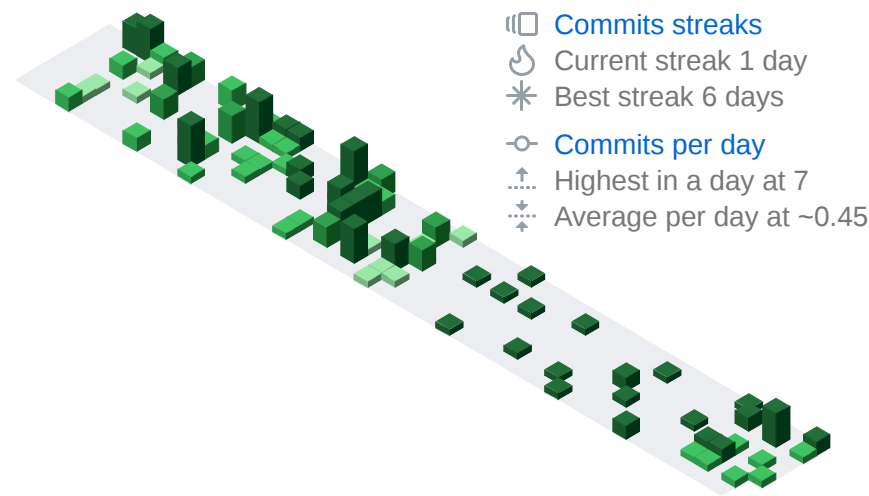 Commits streaks
Current streak 1 day
Best streak 6 days
Commits per day
Highest in a day at 7
Average per day at ~0.45